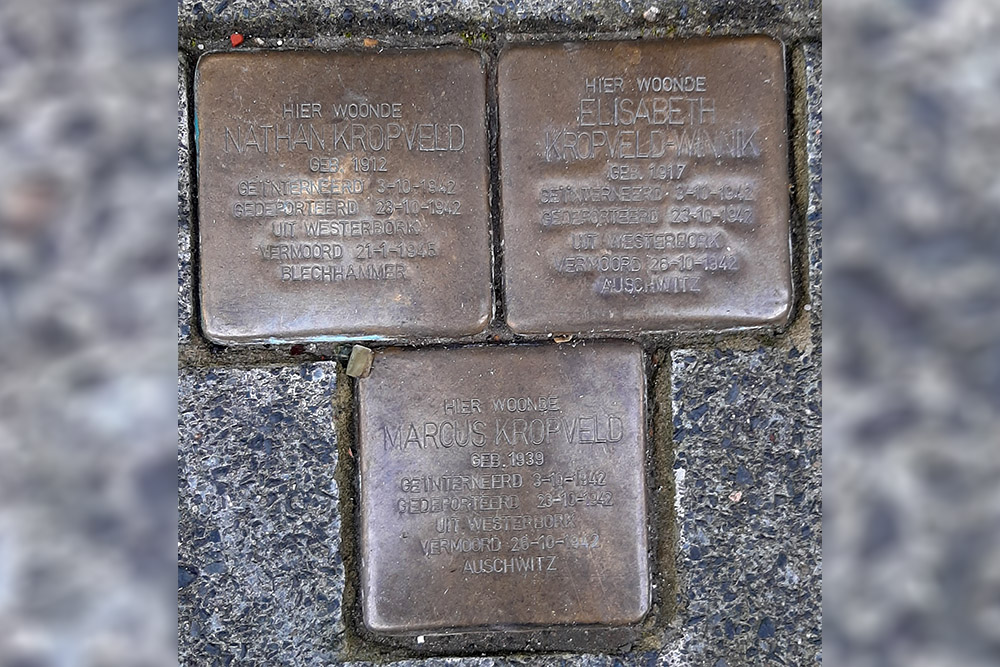 HIER WOONDE
NATHAN KROPVELD
GEB. 1912
GEÏNTERNEERD 3-10-1942
GEDEPORTEERD 23-10-1942
UIT WESTERBORK
VERMOORD 21-1-1945
BLECHHAMMER
HIER WOONDE
ELISABETH
KROPVELD-WINNIK
GEB. 1917
GEÏNTERNEERD 3-10-1942
GEDEPORTEERD 23-10-1942
UIT WESTERBORK
VERMOORD 26-10-1942
AUSCHWITZ
HIER WOONDE
MARCUS KROPVELD
GEB. 1939
GEÏNTERNEERD 3-10-1942
GEDEPORTEERD 23-10-1942
UIT WESTERBORK
VERMOORD 26-10-1942
AUSCHWITZ